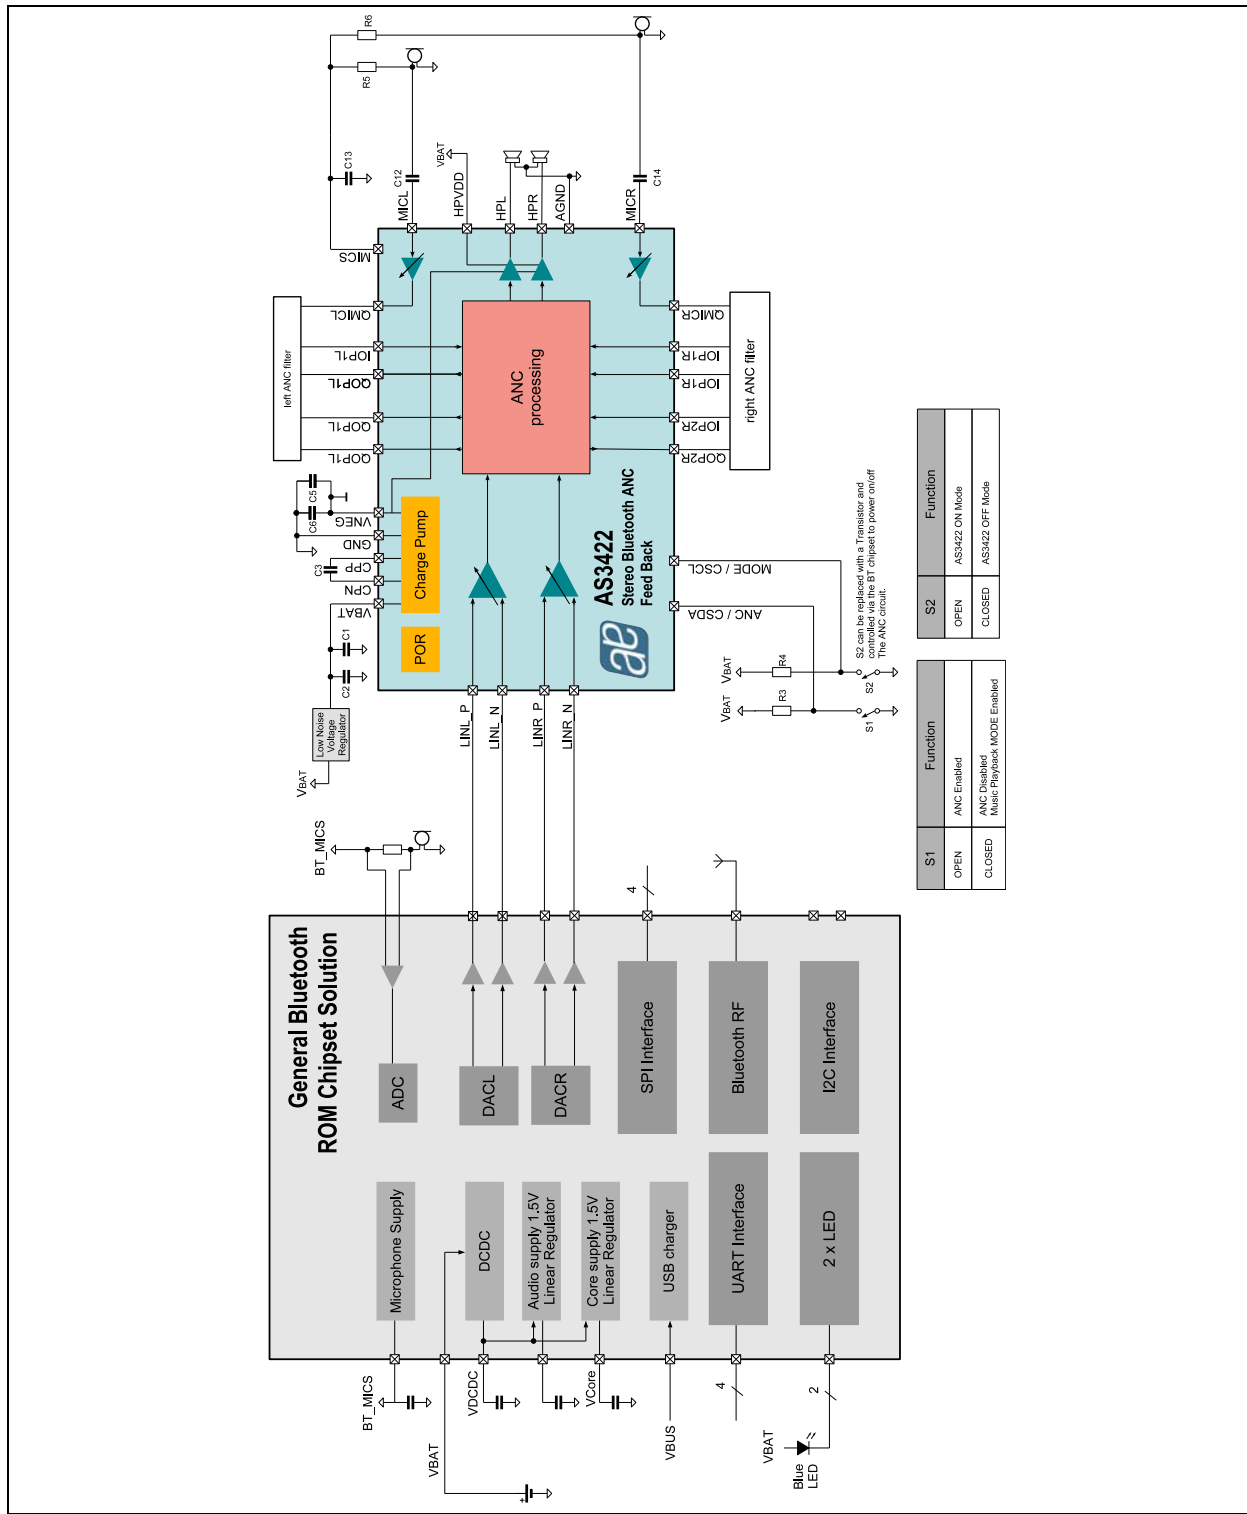 General Bluetooth
ROM Chipset Solution
Microphone Supply
DCDC
Audio supply 1.5V
Linear Regulator
Core supply 1.5V
Linear Regulator
USB charger
UART Interface
2 x LED
ADC
DACL
DACR
SPI Interface
Bluetooth RF
I2C Interface
BT_MICS
VBAT
VDCDC
VCore
VBUS
4
2
VBAT
Blue
LED
BT_MICS
4
LINL_P
LINL_N
LINR_P
LINR_N
VBAT
Low Noise
Voltage
Regulator
C2
C1
C3
C6
C5
VBAT
CPN
CPP
GND
VNEG
QOP1L
QOP1L
QOP1L
IOP1L
QMICL
left ANC filter
MICS
POR
Charge Pump
ANC
processing
AS3422
Stereo Bluetooth ANC
Feed Back
MICL
HPVDD
HPL
HPR
AGND
MICR
C12
C13
C14
R5
R6
VBAT
ANC / CSDA
MODE / CSCL
QOP2R
IOP2R
IOP1R
IOP1R
QMICR
right ANC filter
VBAT
VBAT
R3
R4
S1
S2
S2 can be replaced with a Transistor and
controlled via the BT chipset to power on/off
The ANC circuit.
S1
Function
OPEN
ANC Enabled
CLOSED
ANC Disabled
Music Playback MODE Enabled
S2
Function
OPEN
AS3422 ON Mode
CLOSED
AS3422 OFF Mode